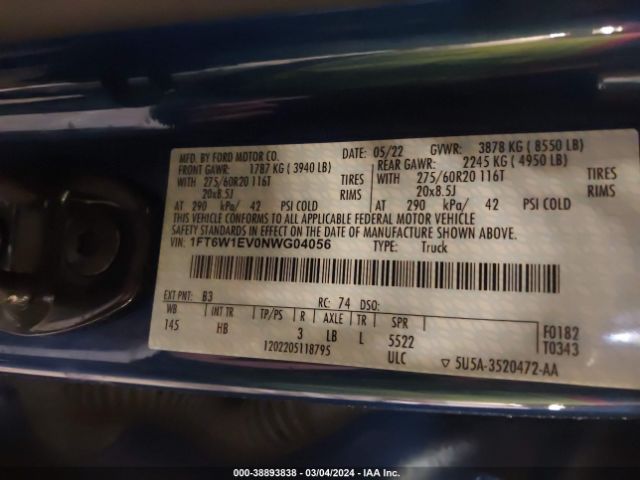 MFD. BY FORD MOTOR CO.
DATE: 05/22 GVWR: 3878 KG (8550 LB)
FRONT GAWR: 1787 KG (3940 LB) REAR GAWR: 2245 KG (4950 LB)
WITH 275/60R20 116T TIRES WITH 275/60R20 116T TIRES
20x8.5J RIMS 20x8.5J RIMS
AT 290 kPa/ 42 PSI COLD AT 290 kPa/ 42 PSI COLD
THIS VEHICLE CONFORMS TO ALL APPLICABLE FEDERAL MOTOR VEHICLE
SAFETY STANDARDS IN EFFECT ON THE DATE OF MANUFACTURE SHOWN ABOVE.
VIN: 1FT6W1EV0NWG04056 TYPE: Truck
EXT PNT: B3 RC: 74 DSO:
WB INT TR TP/PS R AXLE TR SPR
145 HB 3 LB L 5522
1202205118795 ULC
F0182
T0343
▽ 5U5A-3520472-AA
000-38893838 - 03/04/2024 - IAA Inc.